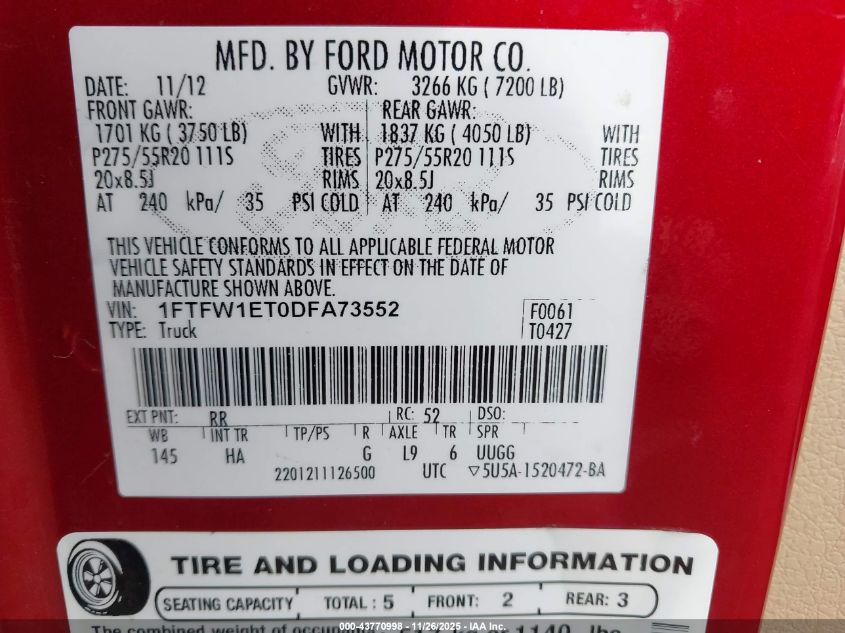 MFD. BY FORD MOTOR CO.
DATE: 11/12 GVWR: 3266 KG ( 7200 LB)
FRONT GAWR: REAR GAWR:
1701 KG ( 3750 LB) WITH 1837 KG ( 4050 LB) WITH
P275/55R20 111S TIRES P275/55R20 111S TIRES
20x8.5J RIMS 20x8.5J RIMS
AT 240 kPa/ 35 PSI COLD AT 240 kPa/ 35 PSI COLD
THIS VEHICLE CONFORMS TO ALL APPLICABLE FEDERAL MOTOR
VEHICLE SAFETY STANDARDS IN EFFECT ON THE DATE OF
MANUFACTURE SHOWN ABOVE.
VIN: 1FTFW1ET0DFA73552 F0061
TYPE: Truck T0427
EXT PNT: RR RC: 52 DSO:
WB INT TR TP/PS R AXLE TR SPR
145 HA G L9 6 UUGG
2201211126500 UTC ▽5U5A-1520472-BA
TIRE AND LOADING INFORMATION
SEATING CAPACITY TOTAL : 5 FRONT: 2 REAR: 3
The combined weight of 1140 lbs
000-43770998 - 11/26/2025 - IAA Inc.